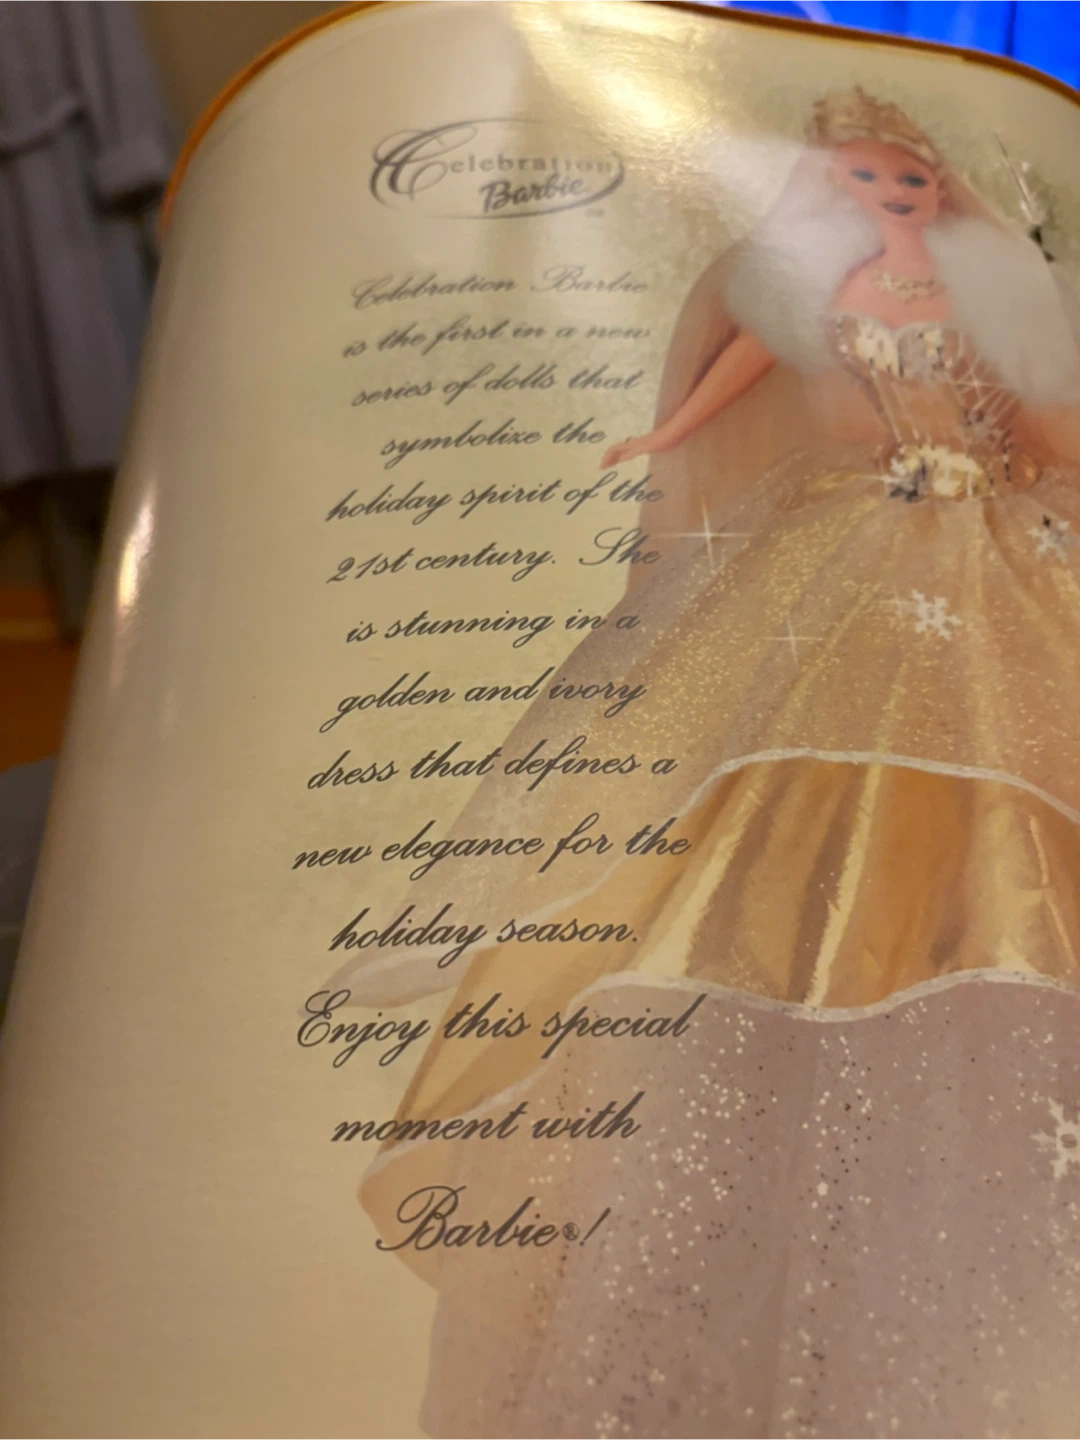 Celebration
Barbie
Celebration Barbie
is the first in a new
series of dolls that
symbolize the
holiday spirit of the
21st century. She
is stunning in a
golden and ivory
dress that defines a
new elegance for the
holiday season.
Enjoy this special
moment with
Barbie®!